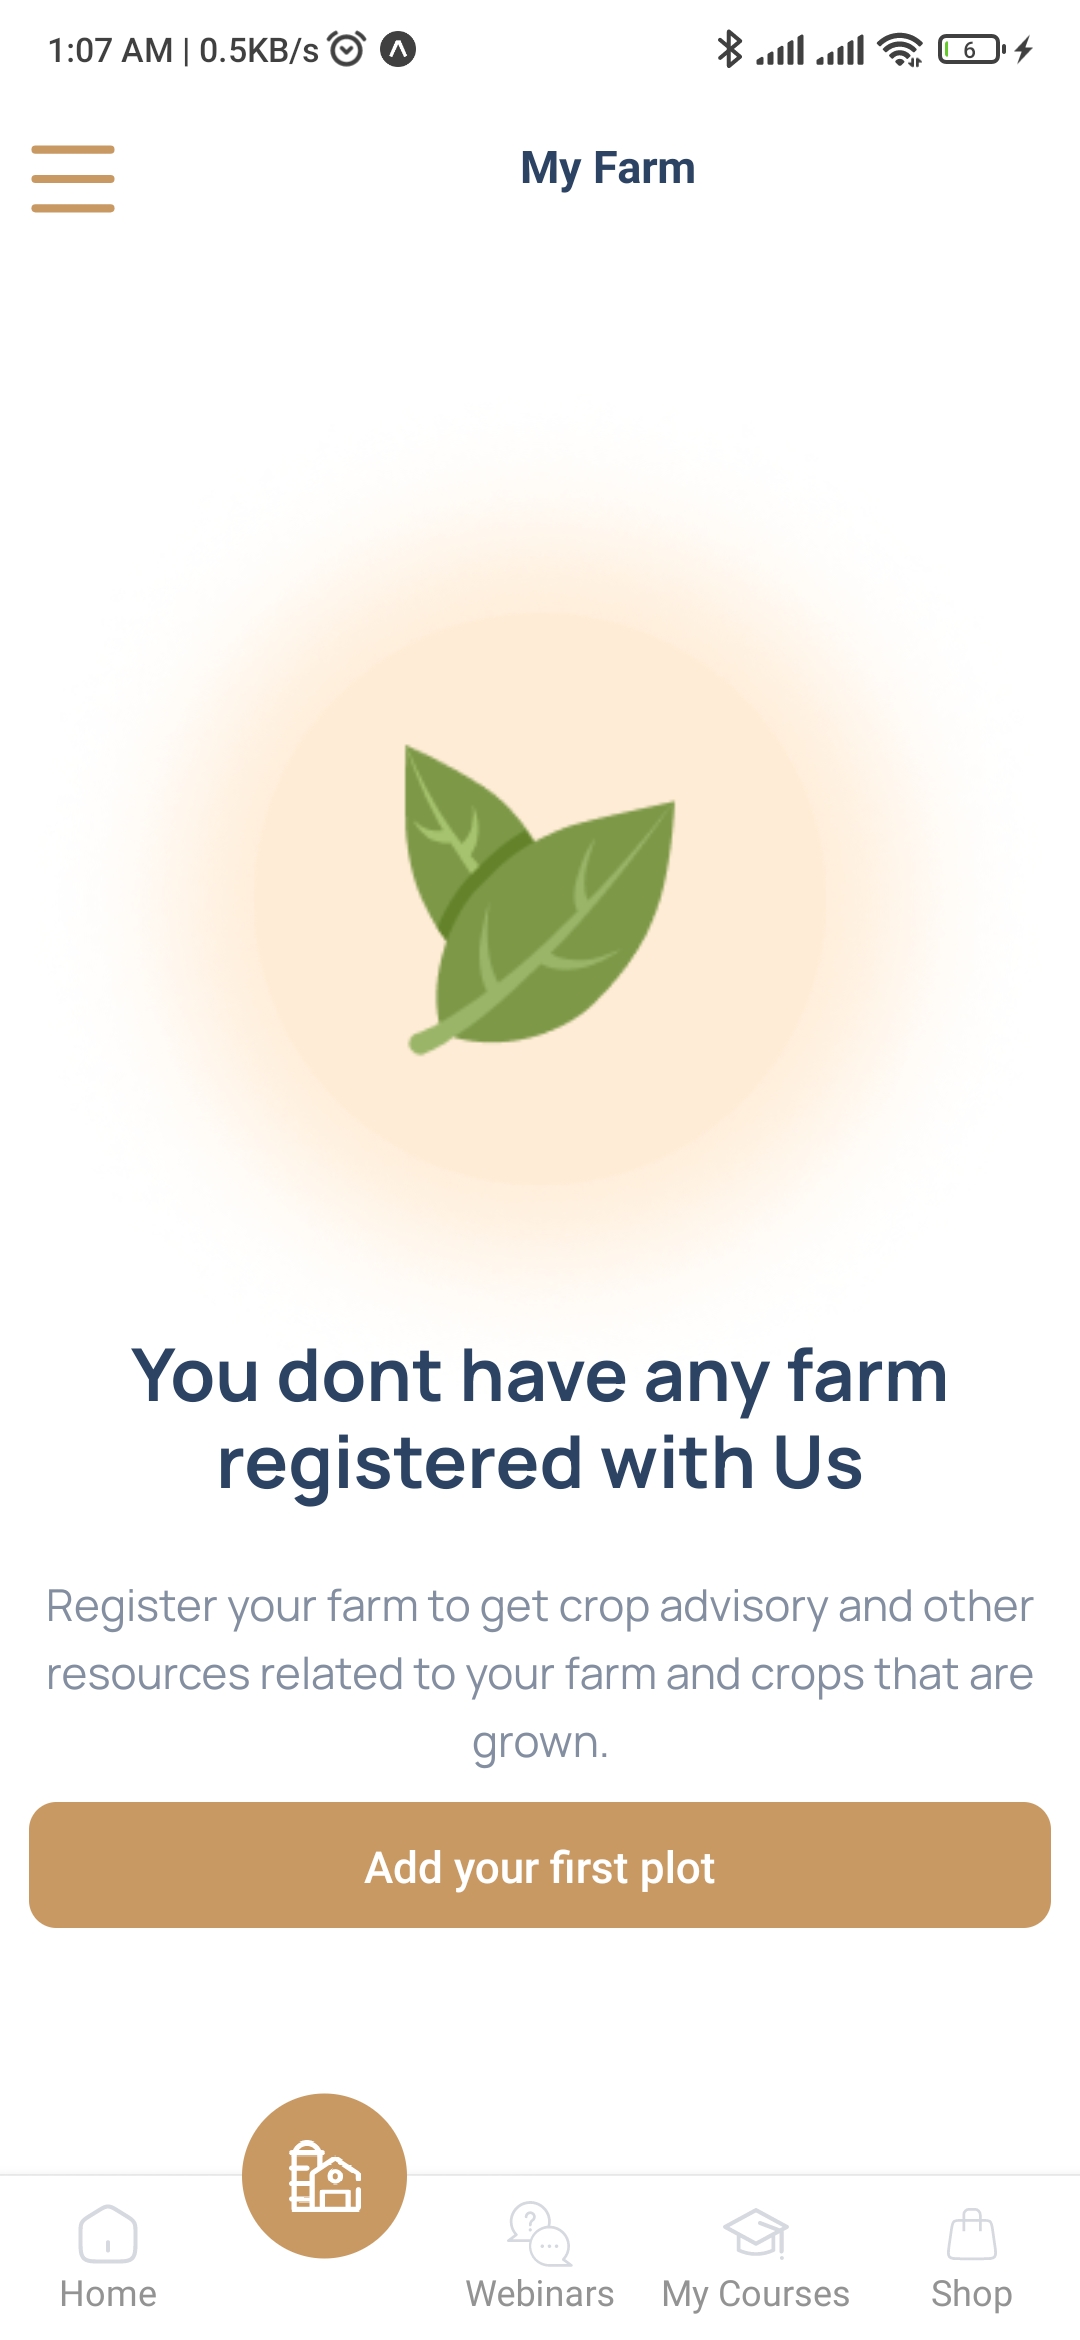 1:07 AM | 0.5KB/s
6
My Farm
You dont have any farm
registered with Us
Register your farm to get crop advisory and other
resources related to your farm and crops that are
grown.
Add your first plot
?
Home
Webinars
My Courses
Shop